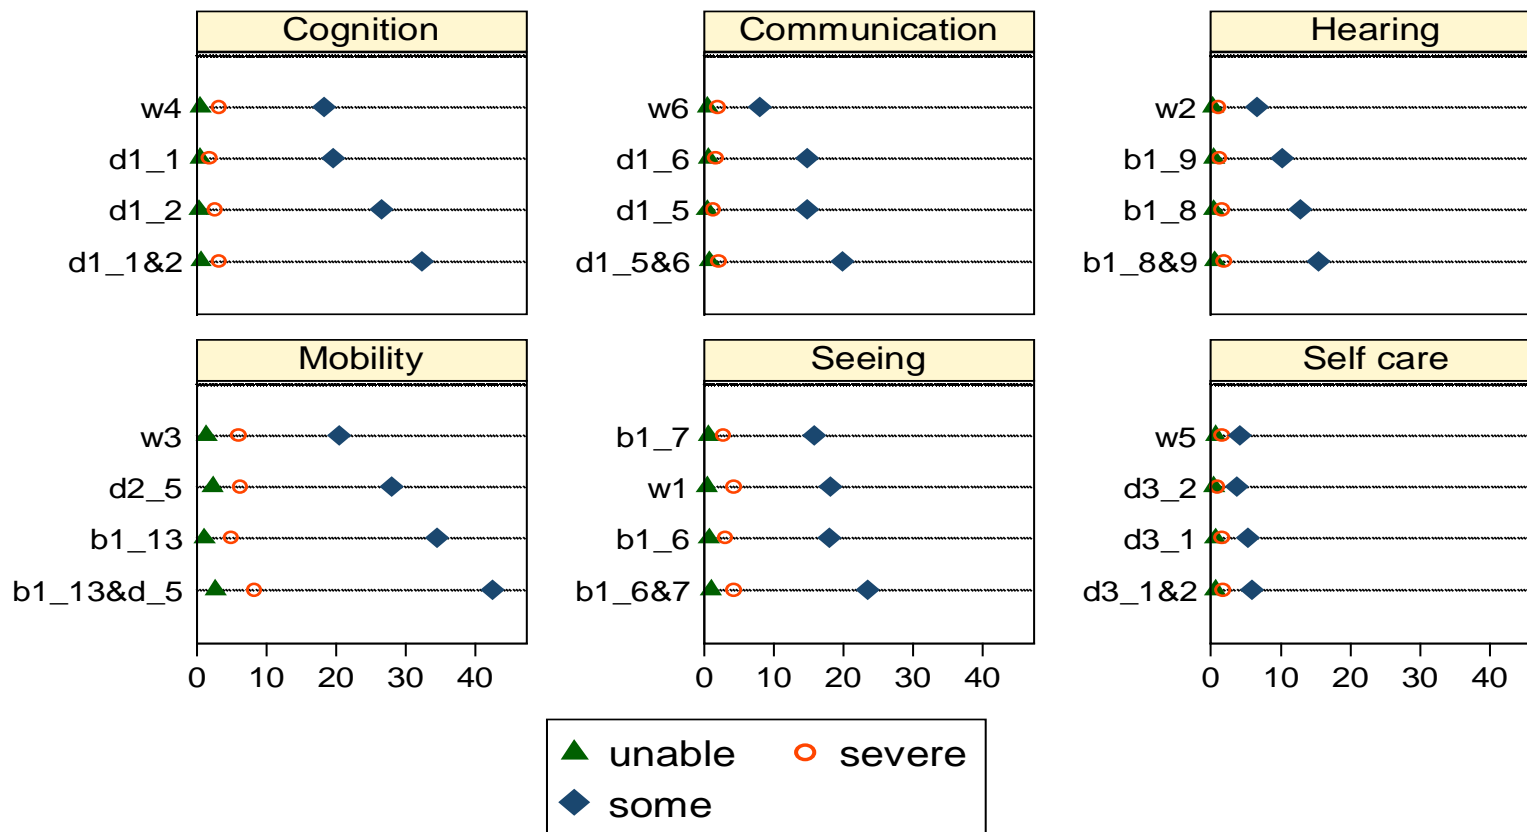 Cognition
w4
d1_1
d1_2
d1_1&2
Communication
w6
d1_6
d1_5
d1_5&6
Hearing
w2
b1_9
b1_8
b1_8&9
Mobility
w3
d2_5
b1_13
b1_13&d_5
0 10 20 30 40
Seeing
b1_7
w1
b1_6
b1_6&7
0 10 20 30 40
Self care
w5
d3_2
d3_1
d3_1&2
0 10 20 30 40
unable severe
some